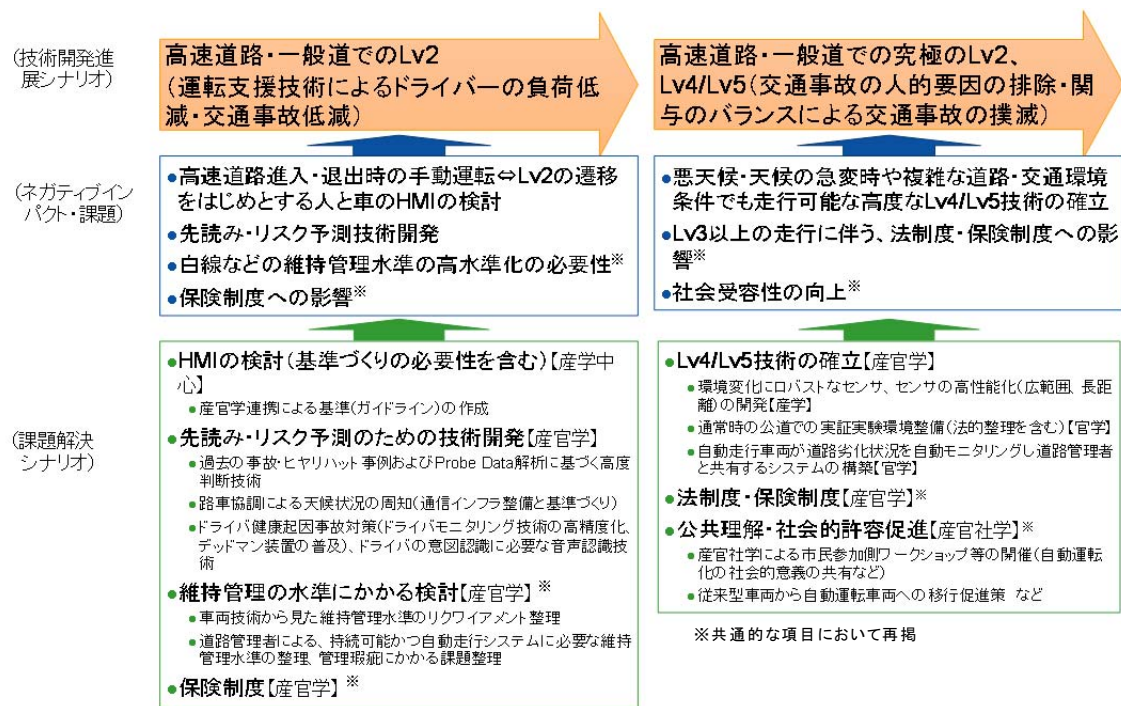 (技術開発進
展シナリオ)
高速道路・一般道でのLv2
(運転支援技術によるドライバーの負荷低
減・交通事故低減)
高速道路・一般道での究極のLv2、
Lv4/Lv5(交通事故の人的要因の排除・関
与のバランスによる交通事故の撲滅)
(ネガティブイン
パクト・課題)
●高速道路進入・退出時の手動運転⇔Lv2の遷移
をはじめとする人と車のHMIの検討
●先読み・リスク予測技術開発
●白線などの維持管理水準の高水準化の必要性※
●保険制度への影響※
●悪天候・天候の急変時や複雑な道路・交通環境
条件でも走行可能な高度なLv4/Lv5技術の確立
●Lv3以上の走行に伴う、法制度・保険制度への影
響※
●社会受容性の向上※
(課題解決
シナリオ)
●HMIの検討(基準づくりの必要性を含む)【産学中
心】
●産官学連携による基準(ガイドライン)の作成
●先読み・リスク予測のための技術開発【産官学】
●過去の事故・ヒヤリハット事例およびProbe Data解析に基づく高度
判断技術
●路車協調による天候状況の周知(通信インフラ整備と基準づくり)
●ドライバ健康起因事故対策(ドライバモニタリング技術の高精度化、
デッドマン装置の普及)、ドライバの意図認識に必要な音声認識技
術
●維持管理の水準にかかる検討【産官学】※
●車両技術から見た維持管理水準のリクワイアメント整理
●道路管理者による、持続可能かつ自動走行システムに必要な維持
管理水準の整理、管理瑕疵にかかる課題整理
●保険制度【産官学】※
●Lv4/Lv5技術の確立【産官学】
●環境変化にロバストなセンサ、センサの高性能化(広範囲、長距
離)の開発【産学】
●通常時の公道での実証実験環境整備(法的整理を含む)【官学】
●自動走行車両が道路劣化状況を自動モニタリングし道路管理者
と共有するシステムの構築【官学】
●法制度・保険制度【産官学】※
●公共理解・社会的許容促進【産官社学】※
●産官社学による市民参加側ワークショップ等の開催(自動運転
化の社会的意義の共有など)
●従来型車両から自動運転車両への移行促進策 など
※共通的な項目において再掲